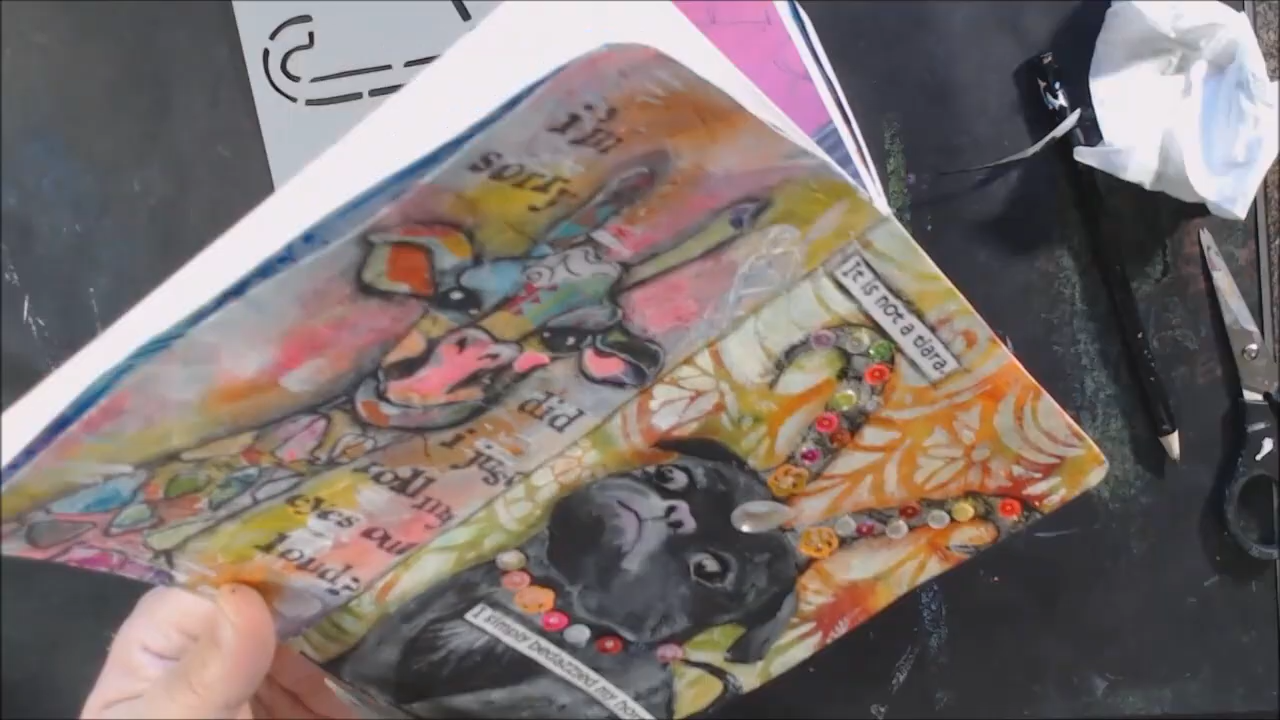 i'm
sorry
did
i just
roll my
eyes out
loud?
It is not a tiara.
I simply bedazzled my